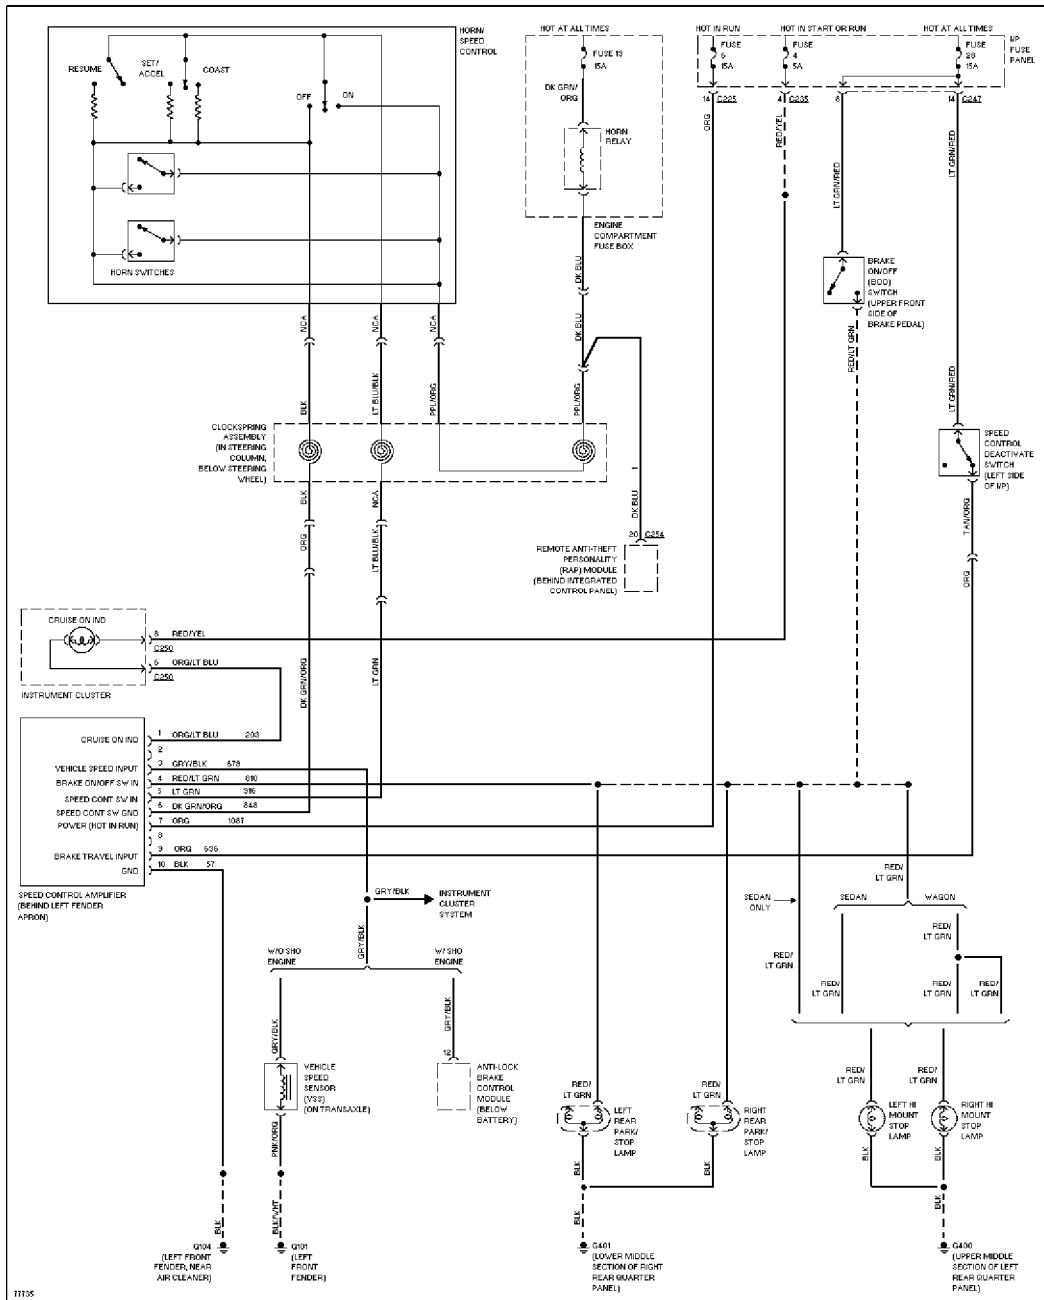 HORN/
SPEED
CONTROL
RESUME
SET/
ACCEL
COAST
OFF
ON
HORN SWITCHES
HOT AT ALL TIMES
FUSE 19
15A
DK GRN/
ORG
HORN
RELAY
ENGINE
COMPARTMENT
FUSE BOX
HOT IN RUN
HOT IN START OR RUN
HOT AT ALL TIMES
I/P
FUSE
PANEL
FUSE
6
15A
FUSE
4
5A
FUSE
28
15A
14 C225
4 C235
8
14 C247
ORG
RED/YEL
LT GRN/RED
LT GRN/RED
BRAKE
ON/OFF
(BOO)
SWITCH
(UPPER FRONT
SIDE OF
BRAKE PEDAL)
RED/LT GRN
LT GRN/RED
SPEED
CONTROL
DEACTIVATE
SWITCH
(LEFT SIDE
OF I/P)
TAN/ORG
ORG
NCA
NCA
NCA
DK BLU
DK BLU
BLK
LT BLU/BLK
PPL/ORG
PPL/ORG
CLOCKSPRING
ASSEMBLY
(IN STEERING
COLUMN,
BELOW STEERING
WHEEL)
BLK
NCA
ORG
LT BLU/BLK
1
DK BLU
20 C254
REMOTE ANTI-THEFT
PERSONALITY
(RAP) MODULE
(BEHIND INTEGRATED
CONTROL PANEL)
CRUISE ON IND
8 RED/YEL
C250
6 ORG/LT BLU
C250
INSTRUMENT CLUSTER
DK GRN/ORG
LT GRN
CRUISE ON IND 1 ORG/LT BLU 203
2
VEHICLE SPEED INPUT 3 GRY/BLK 679
BRAKE ON/OFF SW IN 4 RED/LT GRN 810
SPEED CONT SW IN 5 LT GRN 916
SPEED CONT SW GND 6 DK GRN/ORG 848
POWER (HOT IN RUN) 7 ORG 1087
8
BRAKE TRAVEL INPUT 9 ORG 636
GND 10 BLK 57
SPEED CONTROL AMPLIFIER
(BEHIND LEFT FENDER
APRON)
GRY/BLK
INSTRUMENT
CLUSTER
SYSTEM
GRY/BLK
W/O SHO
ENGINE
W/ SHO
ENGINE
GRY/BLK
GRY/BLK
12
VEHICLE
SPEED
SENSOR
(VSS)
(ON TRANSAXLE)
ANTI-LOCK
BRAKE
CONTROL
MODULE
(BELOW
BATTERY)
PNK/ORG
BLK/WHT
BLK
G104
(LEFT FRONT
FENDER, NEAR
AIR CLEANER)
G101
(LEFT
FRONT
FENDER)
RED/
LT GRN
SEDAN
ONLY
SEDAN
WAGON
RED/
LT GRN
RED/
LT GRN
RED/
LT GRN
RED/
LT GRN
RED/
LT GRN
RED/
LT GRN
RED/
LT GRN
RED/
LT GRN
RED/
LT GRN
LEFT
REAR
PARK/
STOP
LAMP
RIGHT
REAR
PARK/
STOP
LAMP
LEFT HI
MOUNT
STOP
LAMP
RIGHT HI
MOUNT
STOP
LAMP
BLK
BLK
BLK
BLK
BLK
BLK
G401
(LOWER MIDDLE
SECTION OF RIGHT
REAR QUARTER
PANEL)
G400
(UPPER MIDDLE
SECTION OF LEFT
REAR QUARTER
PANEL)
77735